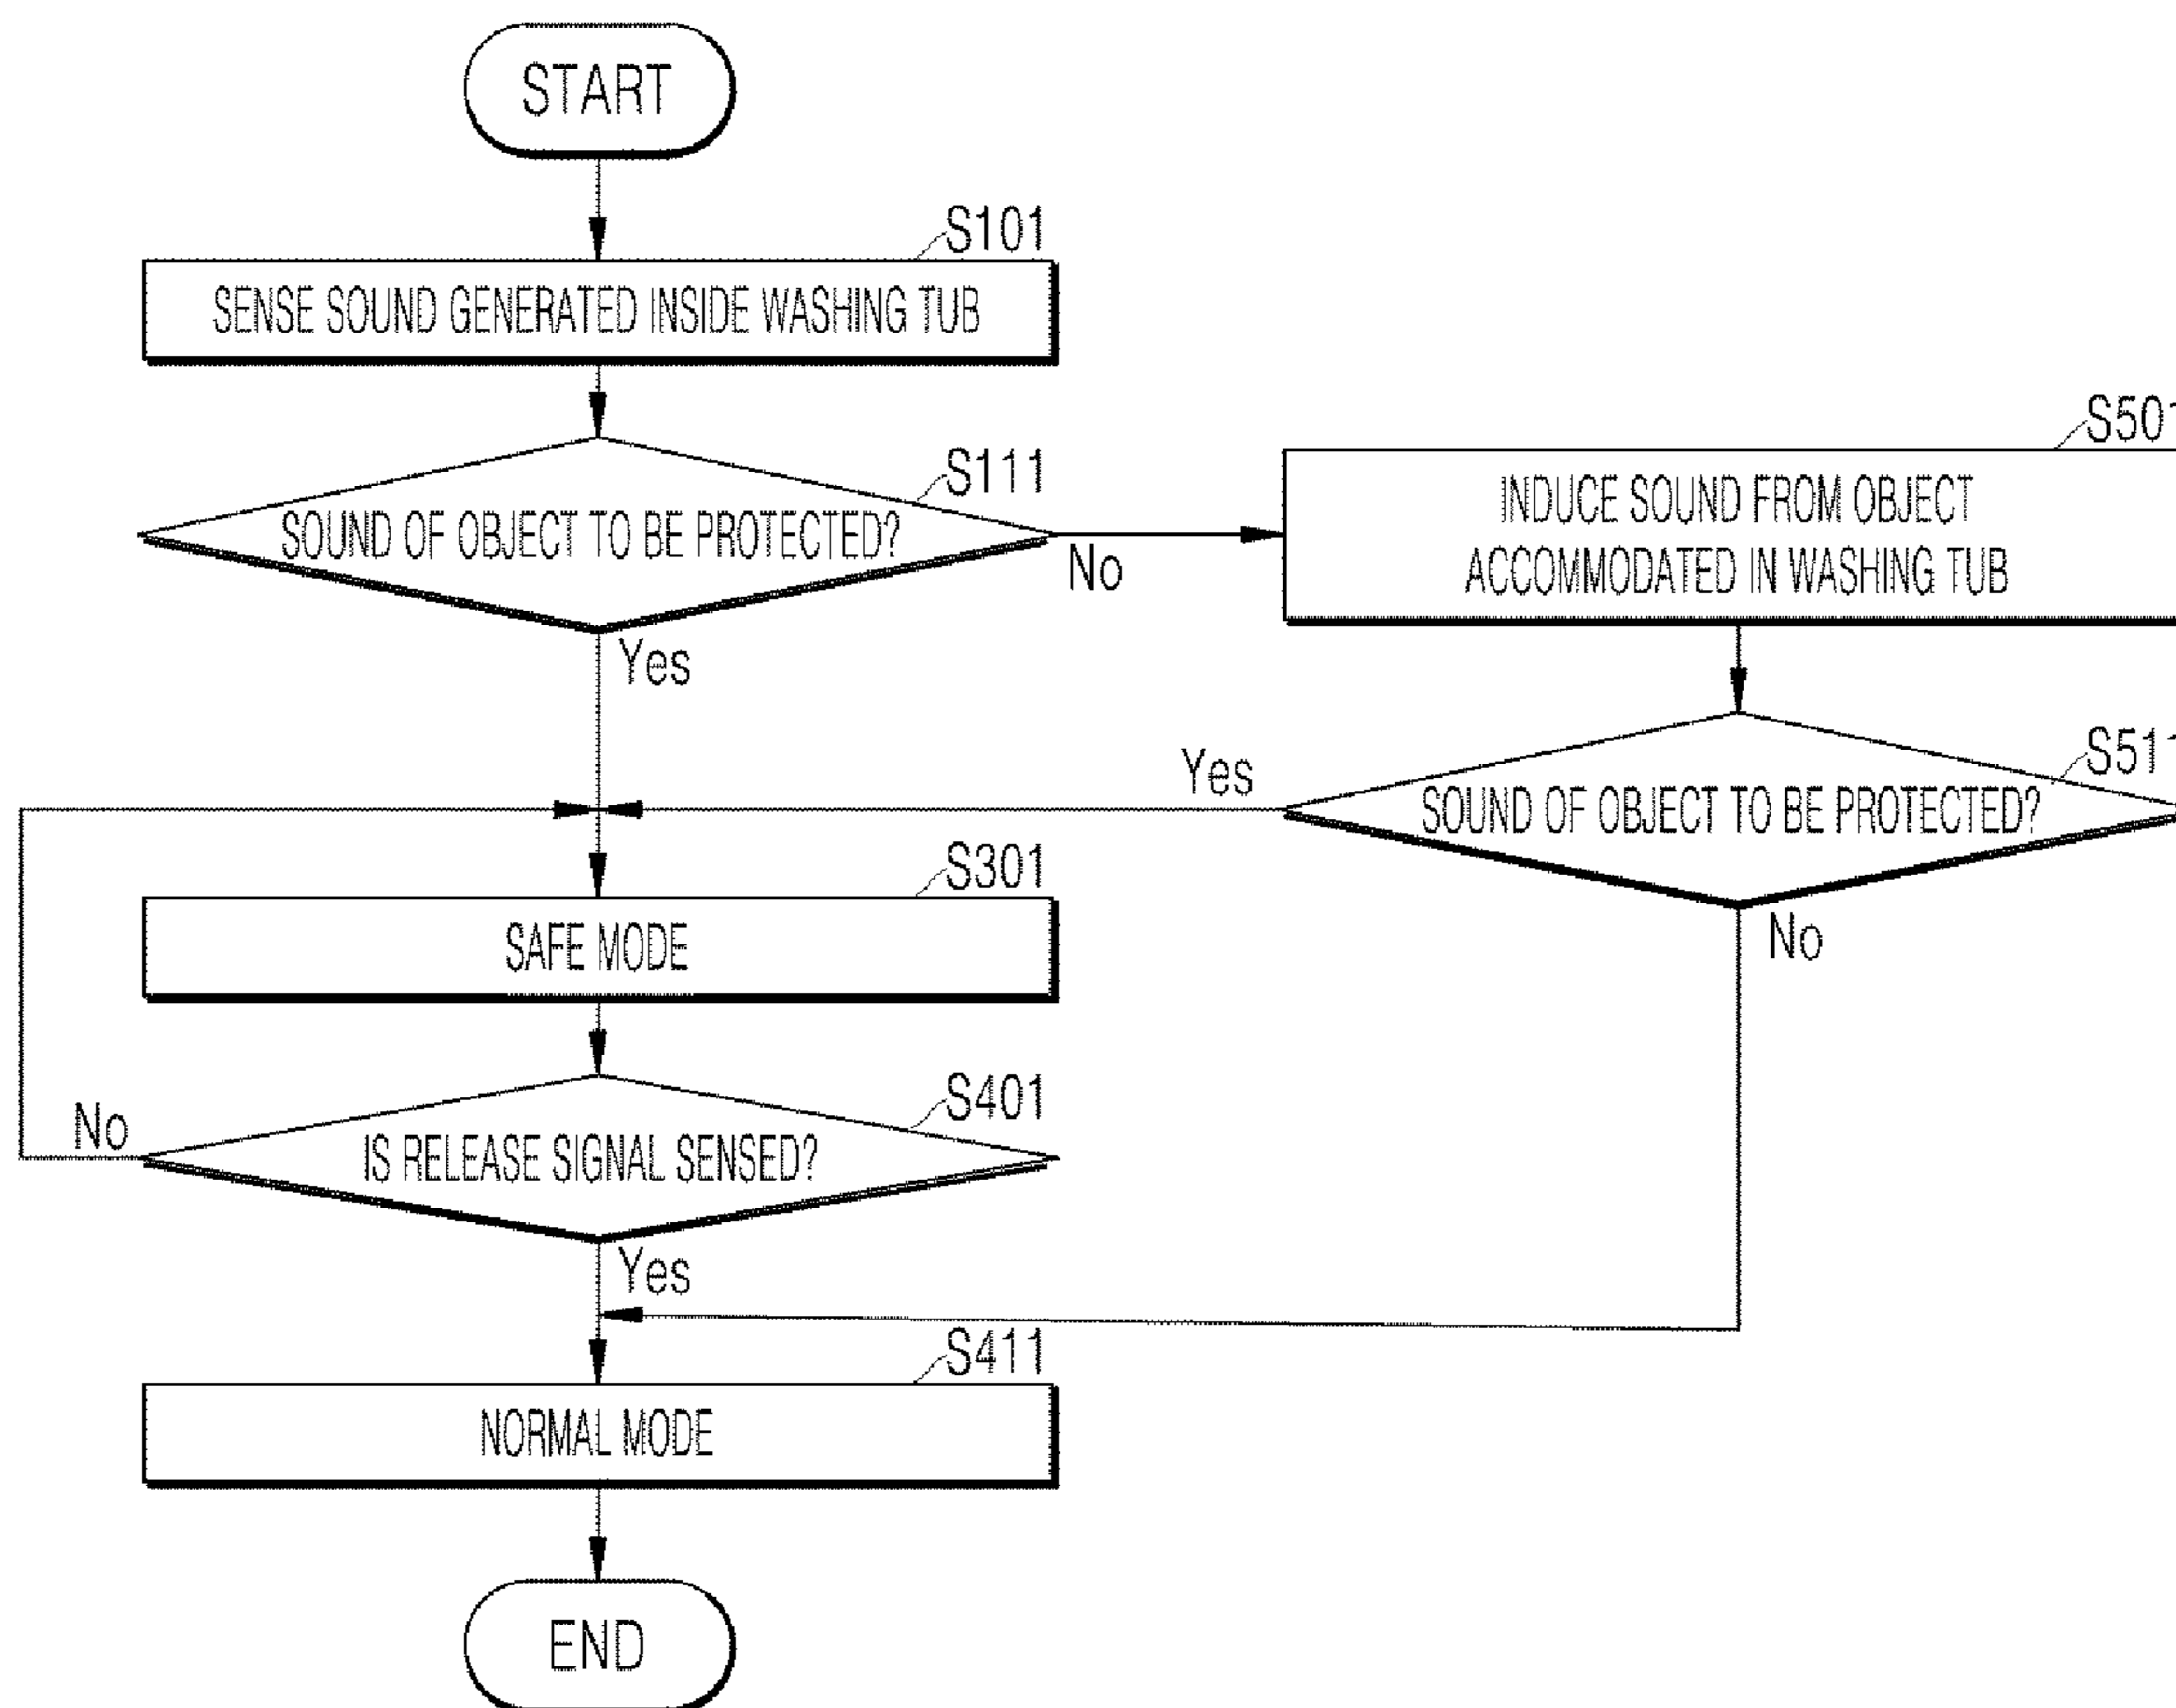 START
S101
SENSE SOUND GENERATED INSIDE WASHING TUB
S111
SOUND OF OBJECT TO BE PROTECTED?
No
Yes
S501
INDUCE SOUND FROM OBJECT
ACCOMMODATED IN WASHING TUB
S511
SOUND OF OBJECT TO BE PROTECTED?
Yes
No
S301
SAFE MODE
S401
IS RELEASE SIGNAL SENSED?
No
Yes
S411
NORMAL MODE
END